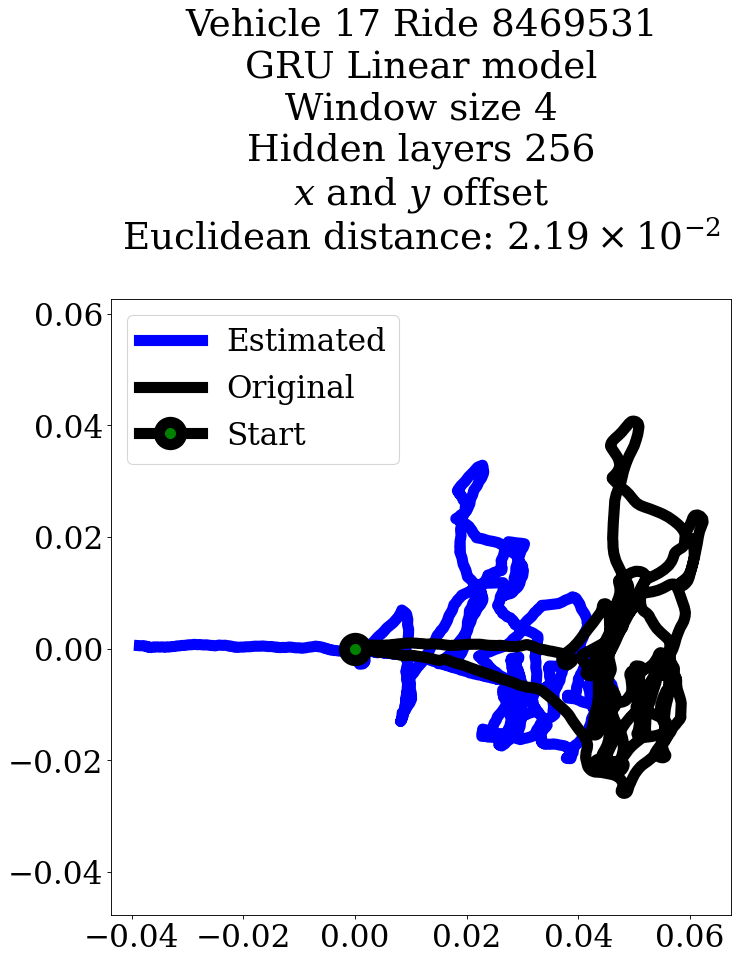 Vehicle 17 Ride 8469531
GRU Linear model
Window size 4
Hidden layers 256
x and y offset
Euclidean distance: 2.19 × 10⁻²
0.06
0.04
0.02
0.00
−0.02
−0.04
Estimated
Original
Start
−0.04 −0.02 0.00 0.02 0.04 0.06